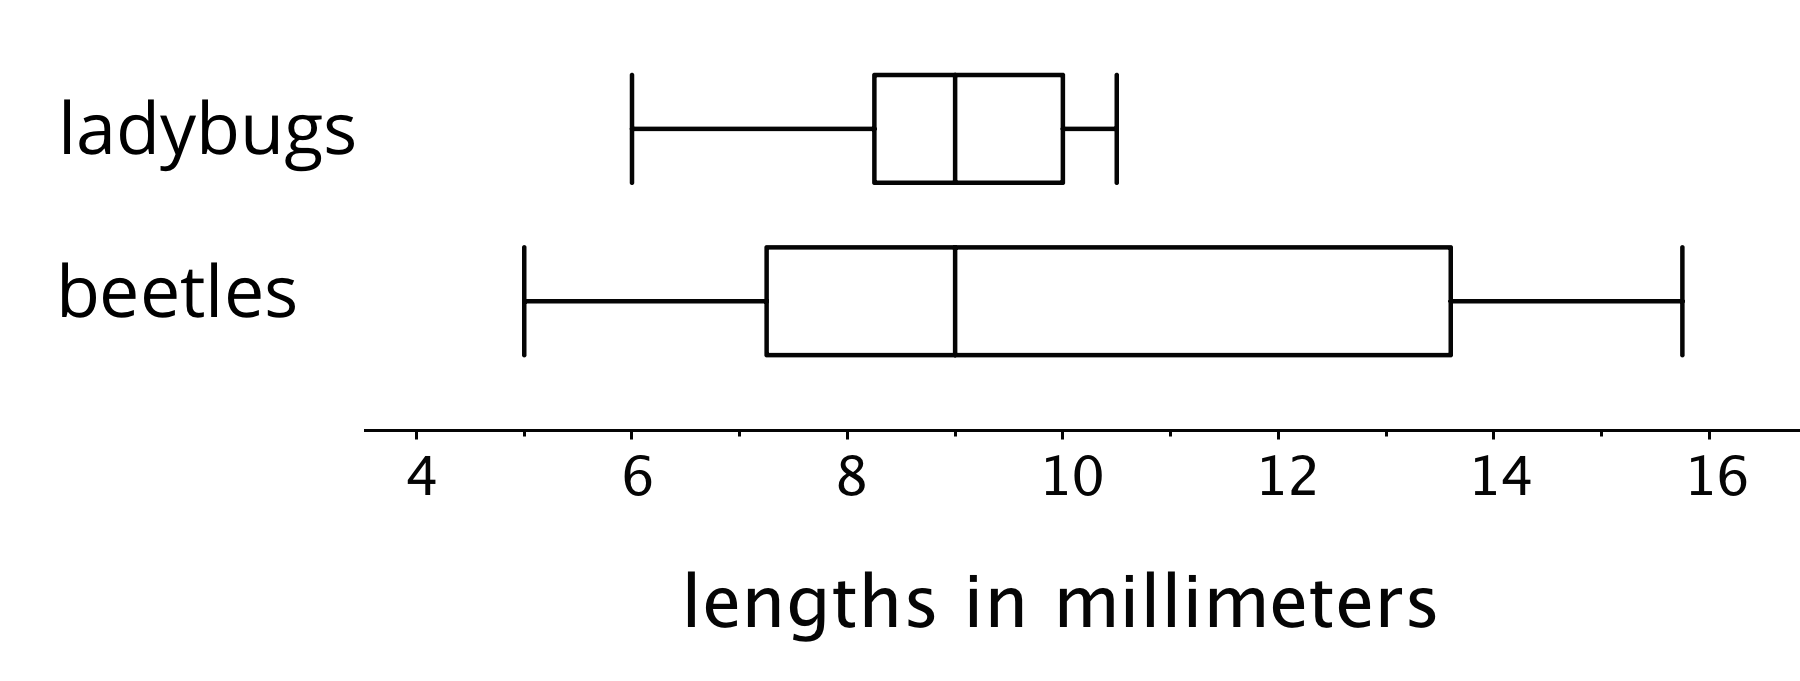 ladybugs
beetles
4 6 8 10 12 14 16
lengths in millimeters